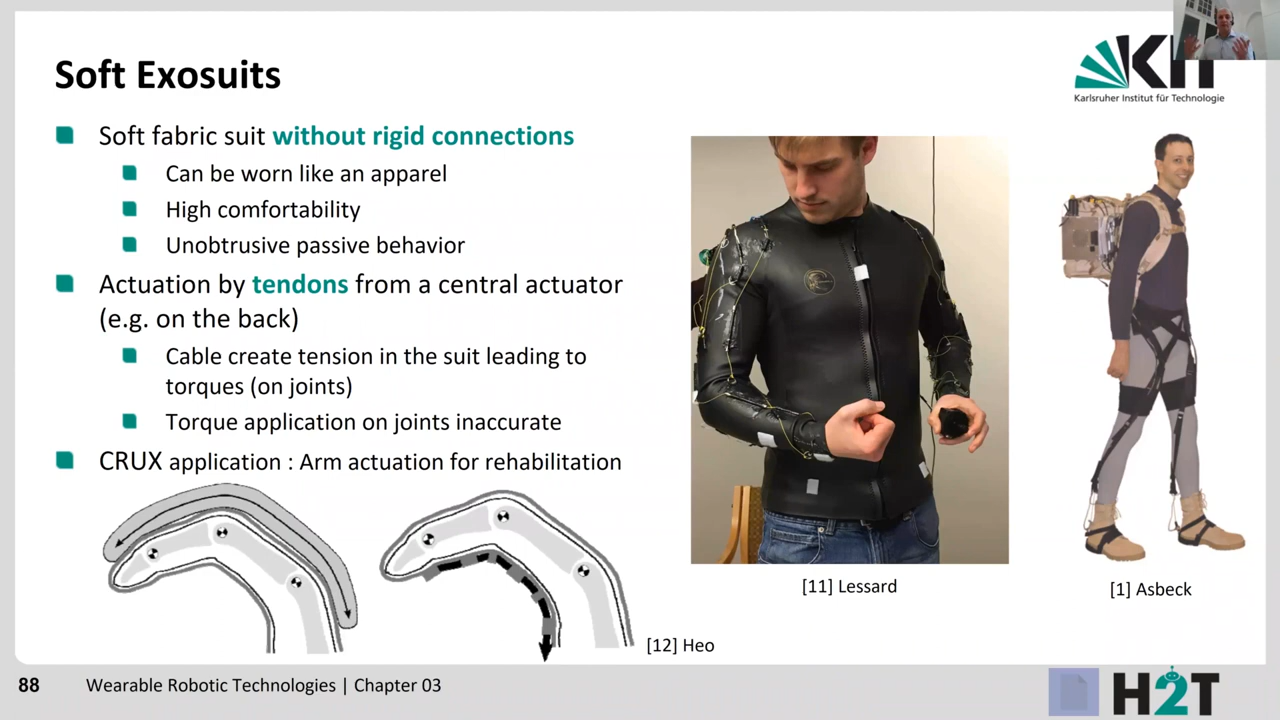 Soft Exosuits
Soft fabric suit without rigid connections
Can be worn like an apparel
High comfortability
Unobtrusive passive behavior
Actuation by tendons from a central actuator
(e.g. on the back)
Cable create tension in the suit leading to
torques (on joints)
Torque application on joints inaccurate
CRUX application : Arm actuation for rehabilitation
[12] Heo
[11] Lessard
[1] Asbeck
KIT
Karlsruher Institut für Technologie
88
Wearable Robotic Technologies | Chapter 03
H2T